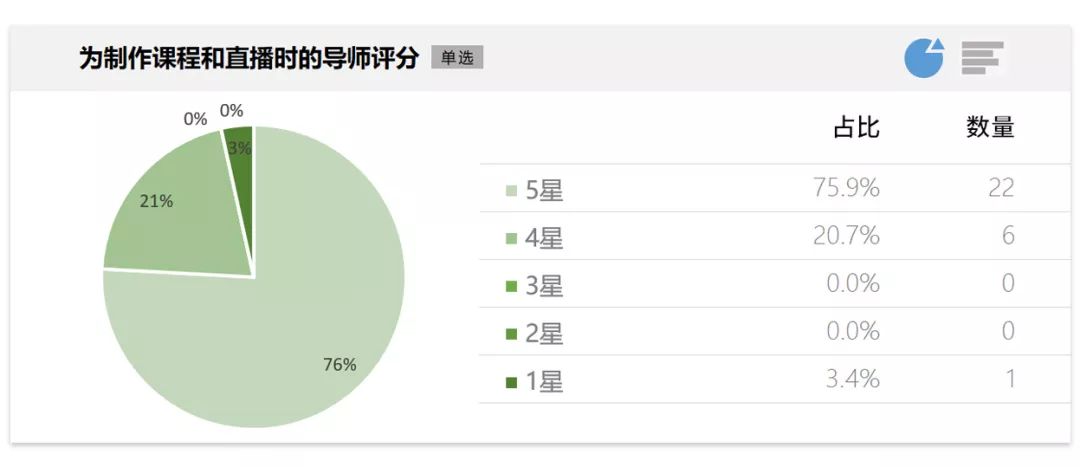 为制作课程和直播时的导师评分 单选
0% 0%
3%
21%
76%
占比 数量
5星 75.9% 22
4星 20.7% 6
3星 0.0% 0
2星 0.0% 0
1星 3.4% 1